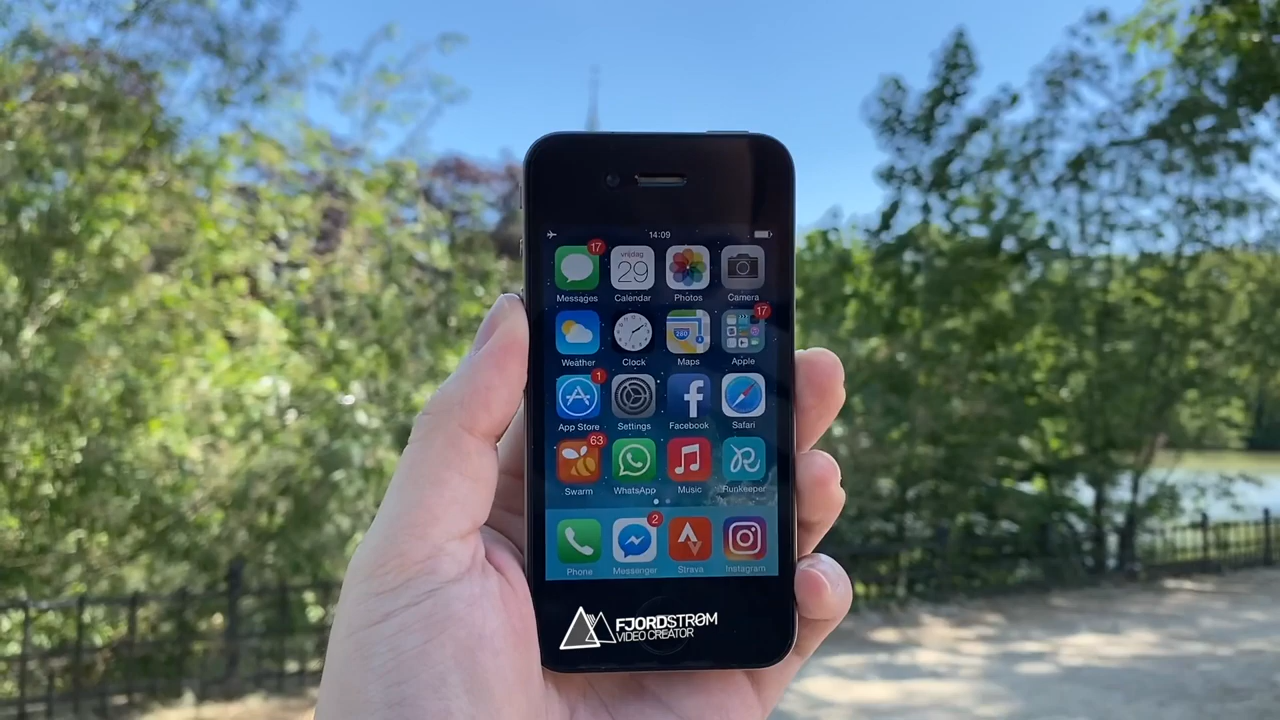 14:09
17
vrijdag
29
Messages Calendar Photos Camera
280
17
Weather Clock Maps Apple
1
App Store Settings Facebook Safari
63
Swarm WhatsApp Music Runkeeper
2
Phone Messenger Strava Instagram
FJORDSTRØM
VIDEO CREATOR